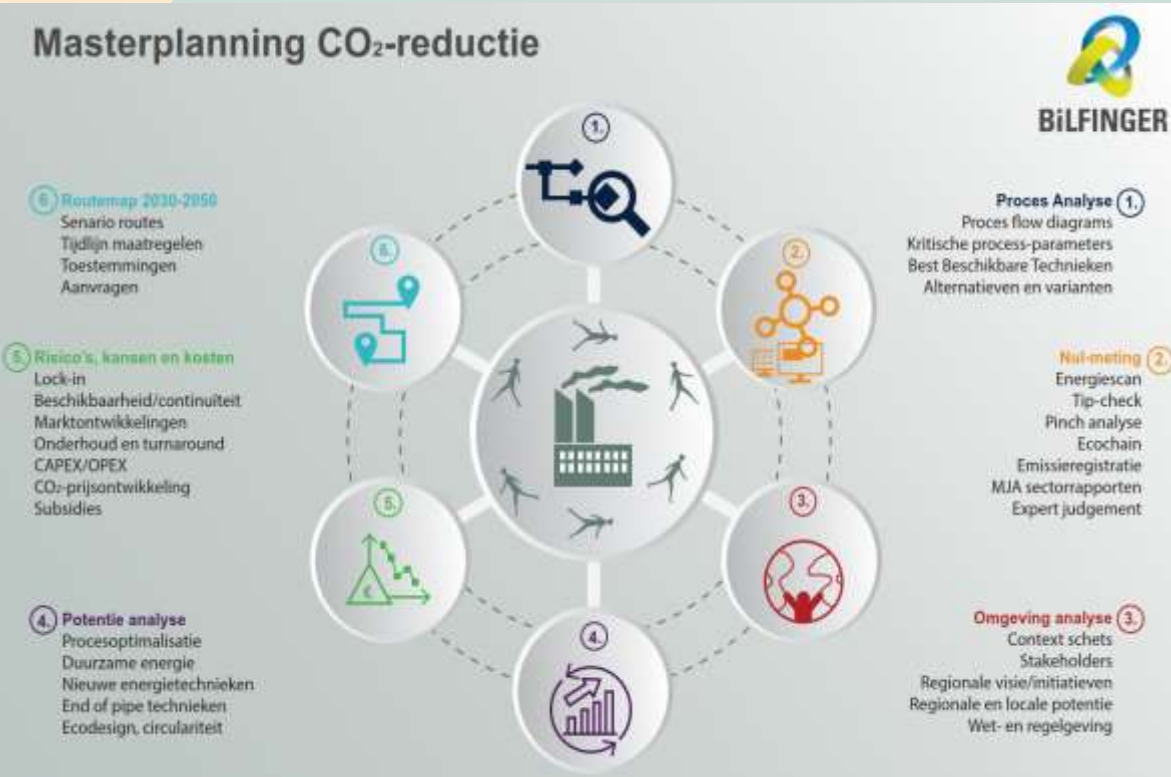 Masterplanning CO₂-reductie
BiLFINGER
1.
2.
3.
4.
5.
6.
Proces Analyse 1.
Proces flow diagrams
Kritische process-parameters
Best Beschikbare Technieken
Alternatieven en varianten
Nul-meting 2.
Energiescan
Tip-check
Pinch analyse
Ecochain
Emissieregistratie
MJA sectorrapporten
Expert judgement
Omgeving analyse 3.
Context schets
Stakeholders
Regionale visie/initiatieven
Regionale en locale potentie
Wet- en regelgeving
4. Potentie analyse
Procesoptimalisatie
Duurzame energie
Nieuwe energietechnieken
End of pipe technieken
Ecodesign, circulariteit
5. Risico's, kansen en kosten
Lock-in
Beschikbaarheid/continuïteit
Marktontwikkelingen
Onderhoud en turnaround
CAPEX/OPEX
CO₂-prijsontwikkeling
Subsidies
6. Routemap 2030-2050
Senario routes
Tijdlijn maatregelen
Toestemmingen
Aanvragen
€